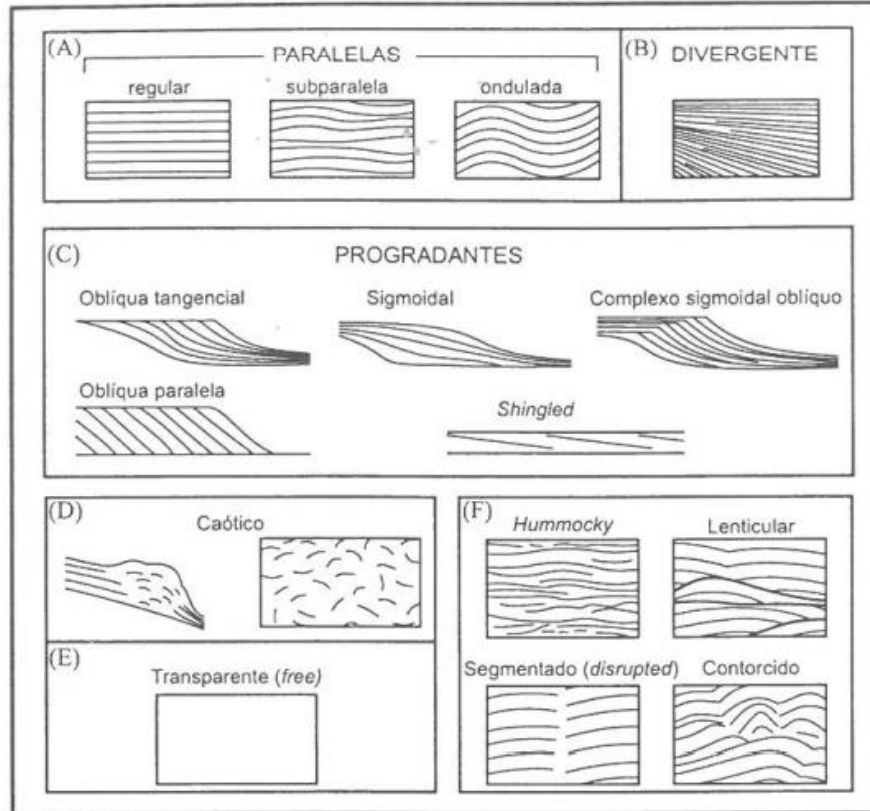 (A)
PARALELAS
regular
subparalela
ondulada
(B)
DIVERGENTE
(C)
PROGRADANTES
Oblíqua tangencial
Sigmoidal
Complexo sigmoidal oblíquo
Oblíqua paralela
Shingled
(D)
Caótico
(E)
Transparente (free)
(F)
Hummocky
Lenticular
Segmentado (disrupted)
Contorcido